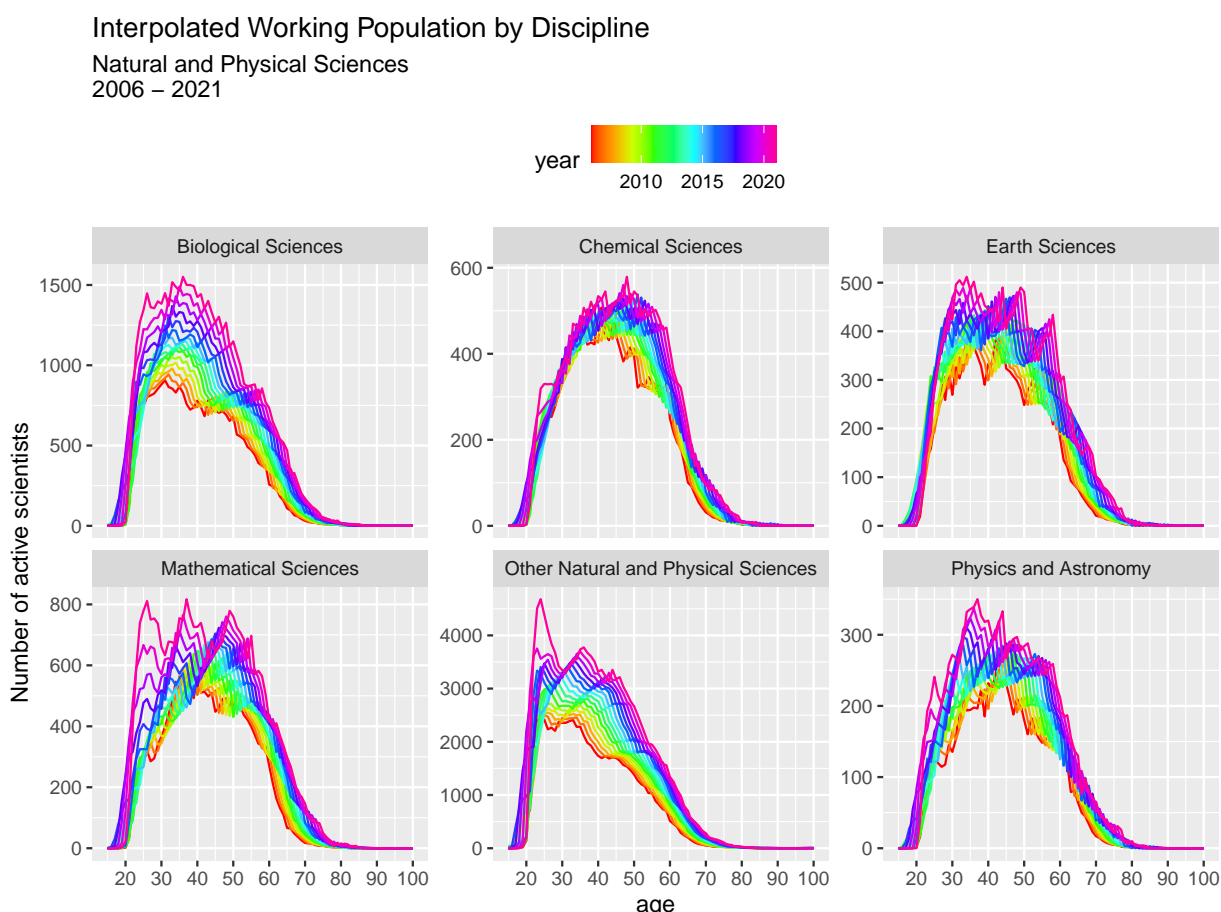 Interpolated Working Population by Discipline
Natural and Physical Sciences
2006 – 2021
year
2010 2015 2020
Number of active scientists
Biological Sciences
1500
1000
500
0
Chemical Sciences
600
400
200
0
Earth Sciences
500
400
300
200
100
0
Mathematical Sciences
800
600
400
200
0
20 30 40 50 60 70 80 90 100
Other Natural and Physical Sciences
4000
3000
2000
1000
0
20 30 40 50 60 70 80 90 100
Physics and Astronomy
300
200
100
0
20 30 40 50 60 70 80 90 100
age